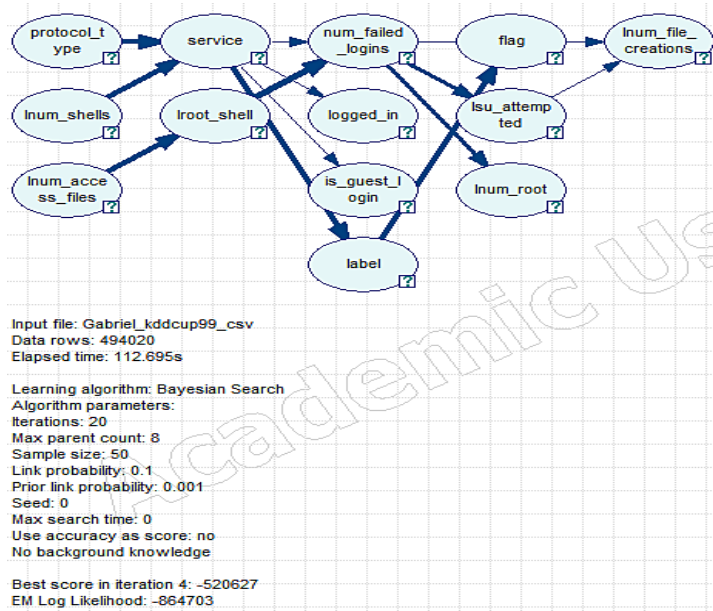 protocol_t
ype
?
service
?
num_failed
_logins
?
flag
?
lnum_file_
creations
?
lnum_shells
?
lroot_shell
?
logged_in
?
lsu_attemp
ted
?
lnum_acce
ss_files
?
is_guest_l
ogin
?
lnum_root
?
label
?
Input file: Gabriel_kddcup99_csv
Data rows: 494020
Elapsed time: 112.695s
Learning algorithm: Bayesian Search
Algorithm parameters:
Iterations: 20
Max parent count: 8
Sample size: 50
Link probability: 0.1
Prior link probability: 0.001
Seed: 0
Max search time: 0
Use accuracy as score: no
No background knowledge
Best score in iteration 4: -520627
EM Log Likelihood: -864703
Academic Us